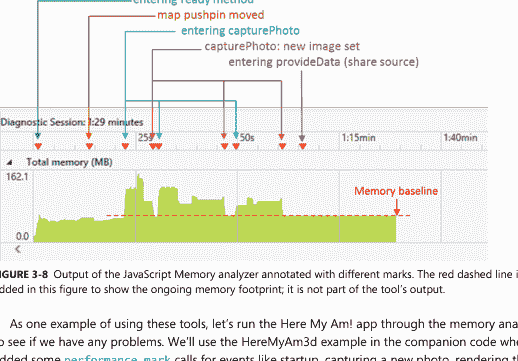 entering ready method
map pushpin moved
entering capturePhoto
capturePhoto: new image set
entering provideData (share source)
Diagnostic Session: 1:29 minutes
25s 50s 1:15min 1:40min
Total memory (MB)
162.1
Memory baseline
0.0
FIGURE 3-8 Output of the JavaScript Memory analyzer annotated with different marks. The red dashed line i
dded in this figure to show the ongoing memory footprint; it is not part of the tool's output.
As one example of using these tools, let's run the Here My Am! app through the memory ana
o see if we have any problems. We'll use the HereMyAm3d example in the companion code whe
dded some performance.mark calls for events like startup, capturing a new photo, rendering th